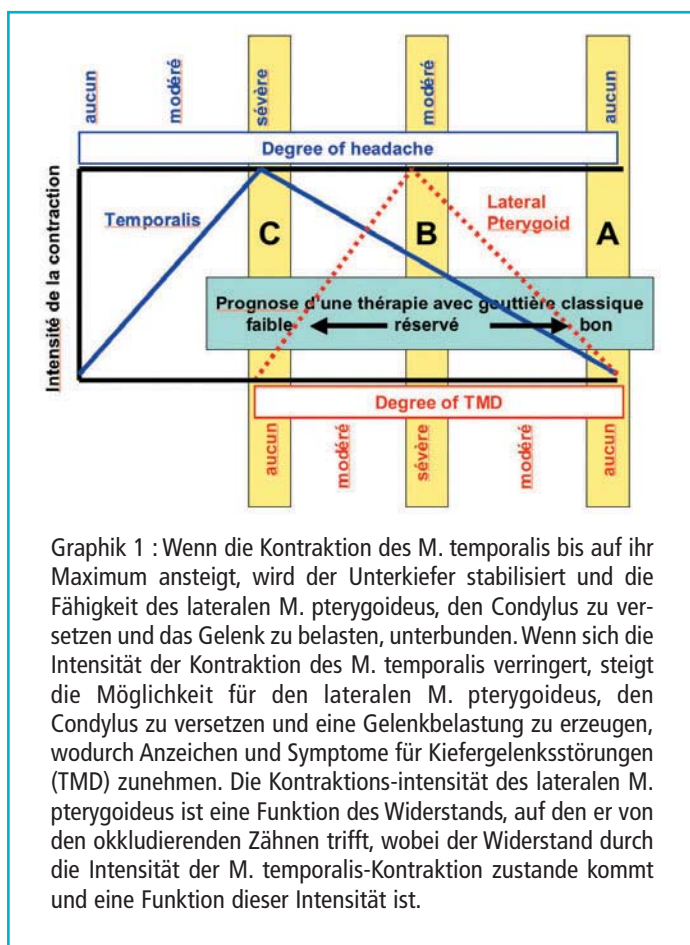 aucun modéré sévère modéré aucun
Degree of headache
Intensité de la contraction
Temporalis
Lateral
Pterygoid
C B A
Prognose d'une thérapie avec gouttière classique
faible réservé bon
Degree of TMD
aucun modéré sévère modéré aucun
Graphik 1 : Wenn die Kontraktion des M. temporalis bis auf ihr
Maximum ansteigt, wird der Unterkiefer stabilisiert und die
Fähigkeit des lateralen M. pterygoideus, den Condylus zu ver-
setzen und das Gelenk zu belasten, unterbunden. Wenn sich die
Intensität der Kontraktion des M. temporalis verringert, steigt
die Möglichkeit für den lateralen M. pterygoideus, den
Condylus zu versetzen und eine Gelenkbelastung zu erzeugen,
wodurch Anzeichen und Symptome für Kiefergelenksstörungen
(TMD) zunehmen. Die Kontraktions-intensität des lateralen M.
pterygoideus ist eine Funktion des Widerstands, auf den er von
den okkludierenden Zähnen trifft, wobei der Widerstand durch
die Intensität der M. temporalis-Kontraktion zustande kommt
und eine Funktion dieser Intensität ist.